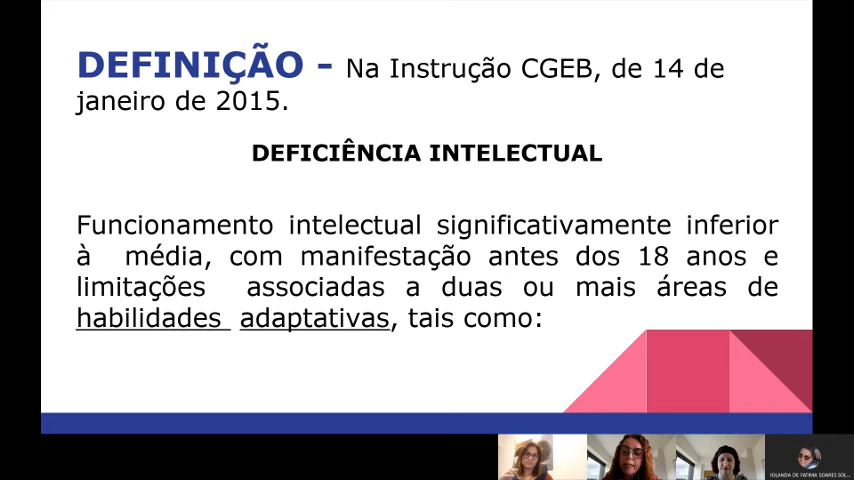 DEFINIÇÃO - Na Instrução CGEB, de 14 de
janeiro de 2015.
DEFICIÊNCIA INTELECTUAL
Funcionamento intelectual significativamente inferior
à média, com manifestação antes dos 18 anos e
limitações associadas a duas ou mais áreas de
habilidades adaptativas, tais como:
IOLANDA DE FATIMA SOARES SOL...